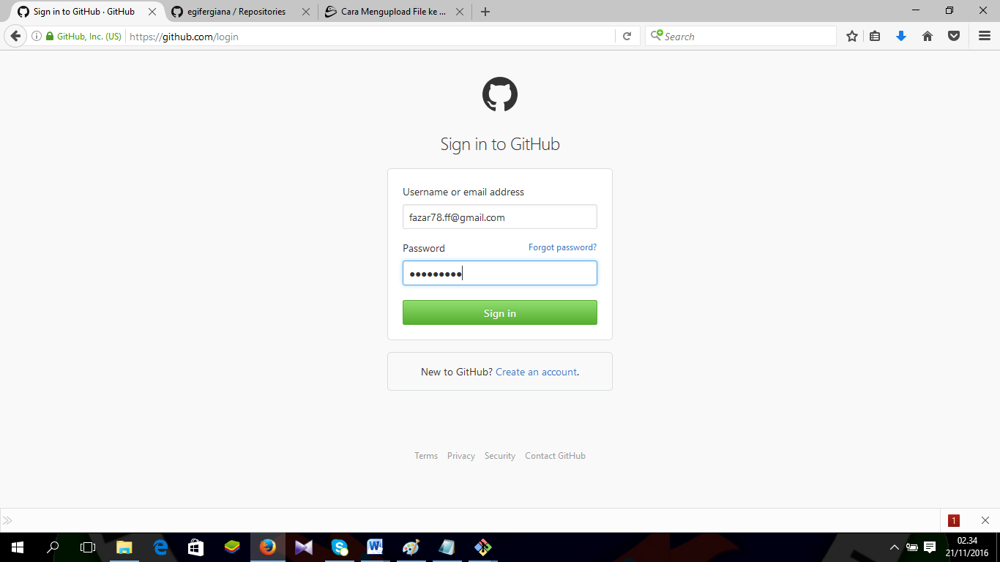 Sign in to GitHub · GitHub
egifergiana / Repositories
Cara Mengupload File ke ...
GitHub, Inc. (US)
https://github.com/login
Search
Sign in to GitHub
Username or email address
fazar78.ff@gmail.com
Password
Forgot password?
Sign in
New to GitHub? Create an account.
Terms Privacy Security Contact GitHub
1
02.34
21/11/2016